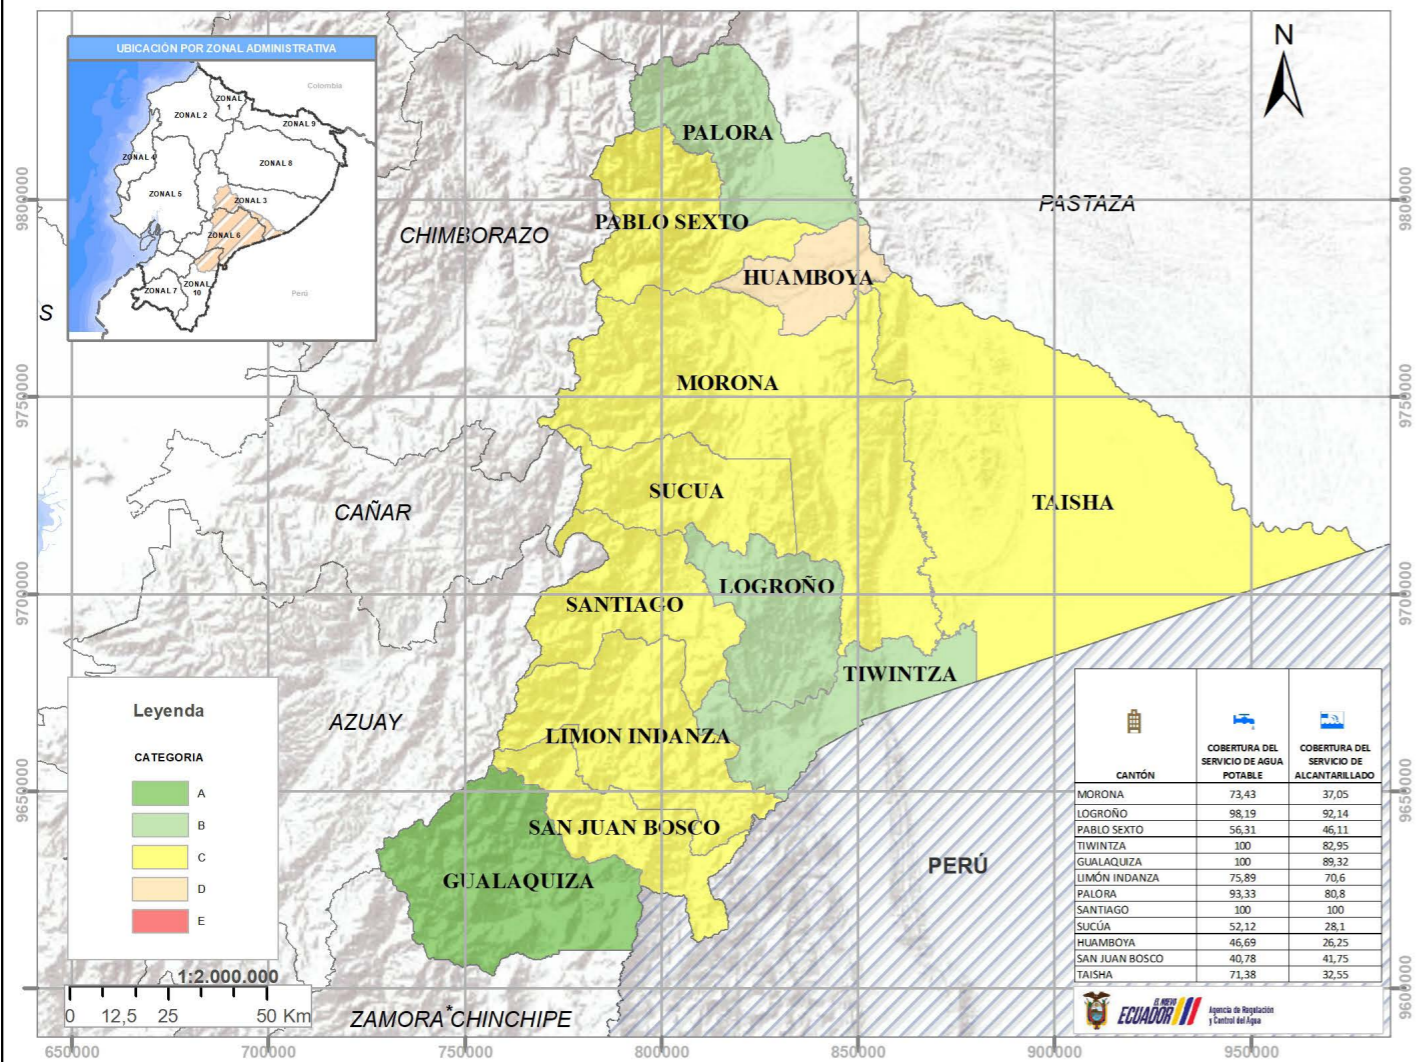 UBICACIÓN POR ZONAL ADMINISTRATIVA
Colombia
ZONAL 1
ZONAL 2
ZONAL 9
ZONAL 4
ZONAL 8
ZONAL 5
ZONAL 3
ZONAL 6
ZONAL 7
ZONAL 10
Perú
N
PALORA
PASTAZA
CHIMBORAZO
PABLO SEXTO
HUAMBOYA
S
MORONA
SUCUA
TAISHA
CAÑAR
LOGROÑO
SANTIAGO
TIWINTZA
AZUAY
LIMON INDANZA
SAN JUAN BOSCO
PERÚ
GUALAQUIZA
ZAMORA CHINCHIPE
*
Leyenda
CATEGORIA
A
B
C
D
E
1:2.000.000
0 12,5 25 50 Km
CANTÓN COBERTURA DEL SERVICIO DE AGUA POTABLE COBERTURA DEL SERVICIO DE ALCANTARILLADO
MORONA 73,43 37,05
LOGROÑO 98,19 92,14
PABLO SEXTO 56,31 46,11
TIWINTZA 100 82,95
GUALAQUIZA 100 89,32
LIMÓN INDANZA 75,89 70,6
PALORA 93,33 80,8
SANTIAGO 100 100
SUCÚA 52,12 28,1
HUAMBOYA 46,69 26,25
SAN JUAN BOSCO 40,78 41,75
TAISHA 71,38 32,55
EL NUEVO
ECUADOR
Agencia de Regulación
y Control del Agua
9800000
9750000
9700000
9650000
9800000
9750000
9700000
9650000
9600000
650000 700000 750000 800000 850000 900000 950000